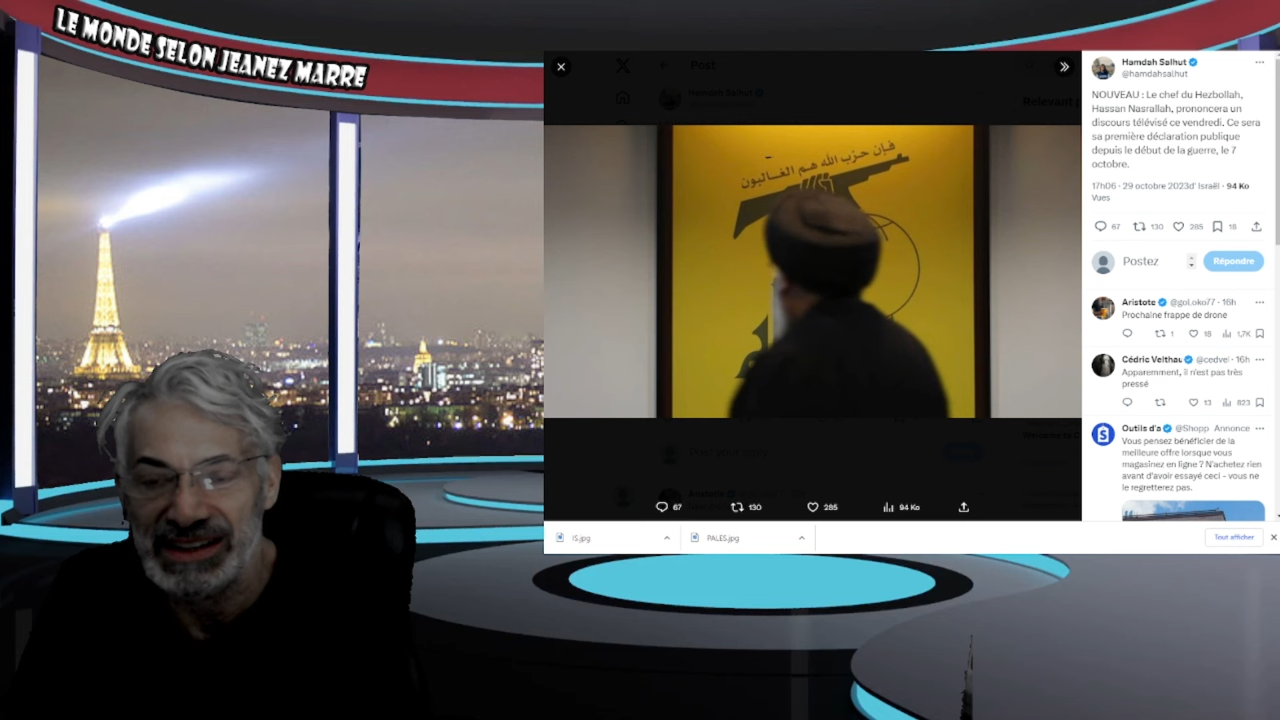 LE MONDE SELON JEANEZ MARRE
Post
Hamdah Salhut
Relevant
فإن حزب الله هم الغالبون
67
130
285
94 Ko
IS.jpg
PALES.jpg
Tout afficher
Hamdah Salhut
@hamdahsalhut
NOUVEAU : Le chef du Hezbollah,
Hassan Nasrallah, prononcera un
discours télévisé ce vendredi. Ce sera
sa première déclaration publique
depuis le début de la guerre, le 7
octobre.
17h06 · 29 octobre 2023d' Israël · 94 Ko
Vues
67
130
285
18
Postez
Répondre
Aristote @gol.oko77 · 16h
Prochaine frappe de drone
1
18
1,7K
Cédric Velthau @cedvel · 16h
Apparemment, il n'est pas très
pressé
13
823
Outils d'a @Shopp Annonce
Vous pensez bénéficier de la
meilleure offre lorsque vous
magasinez en ligne ? N'achetez rien
avant d'avoir essayé ceci - vous ne
le regretterez pas.